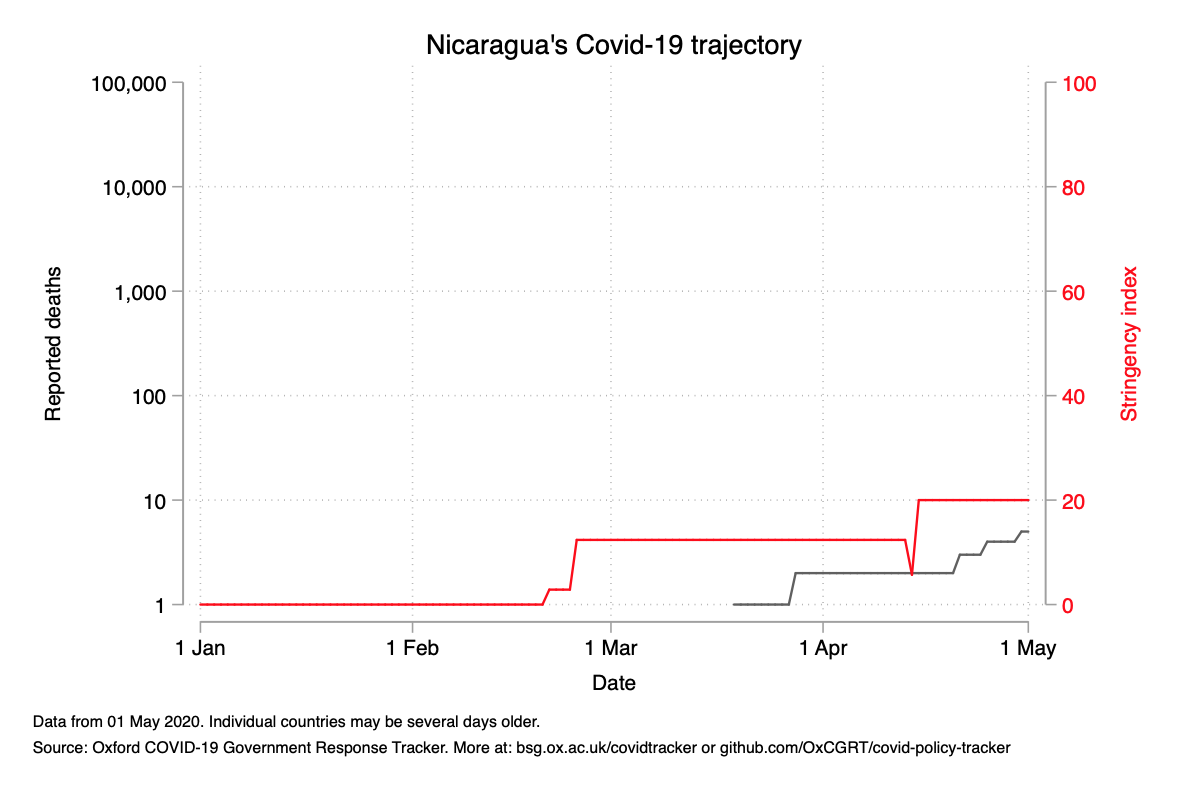 Nicaragua's Covid-19 trajectory
100,000
10,000
1,000
100
10
1
Reported deaths
100
80
60
40
20
0
Stringency index
1 Jan
1 Feb
1 Mar
1 Apr
1 May
Date
Data from 01 May 2020. Individual countries may be several days older.
Source: Oxford COVID-19 Government Response Tracker. More at: bsg.ox.ac.uk/covidtracker or github.com/OxCGRT/covid-policy-tracker